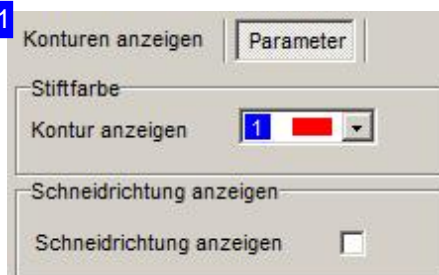 1
Konturen anzeigen Parameter
Stiftfarbe
Kontur anzeigen 1
Schneidrichtung anzeigen
Schneidrichtung anzeigen